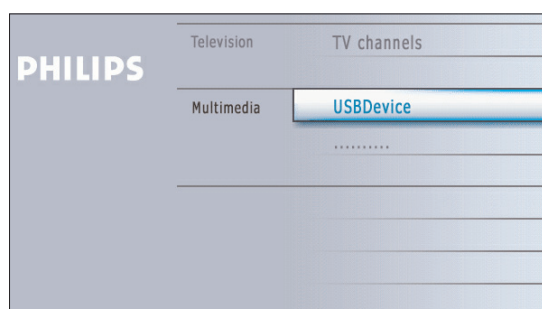 PHILIPS
Television TV channels
Multimedia USBDevice
..........